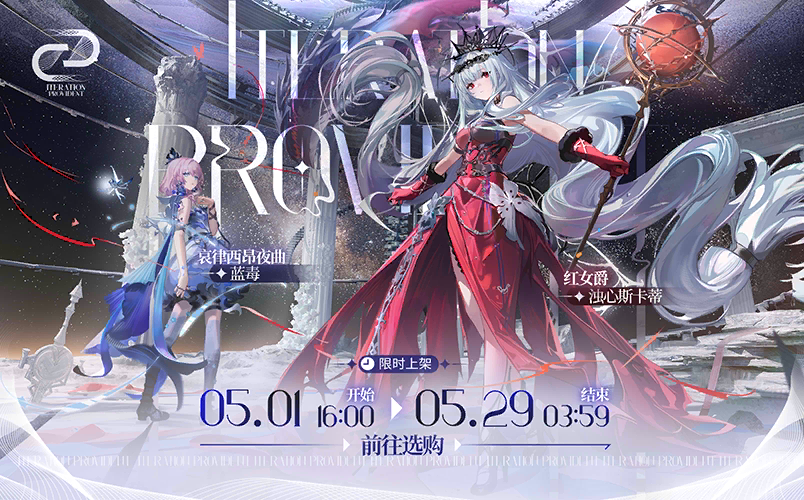 ITERATION
PROVIDENT
ITERATION
PROVI
哀律西昂夜曲
蓝毒
红女爵
浊心斯卡蒂
限时上架
开始
结束
05.01 16:00 05.29 03:59
前往选购